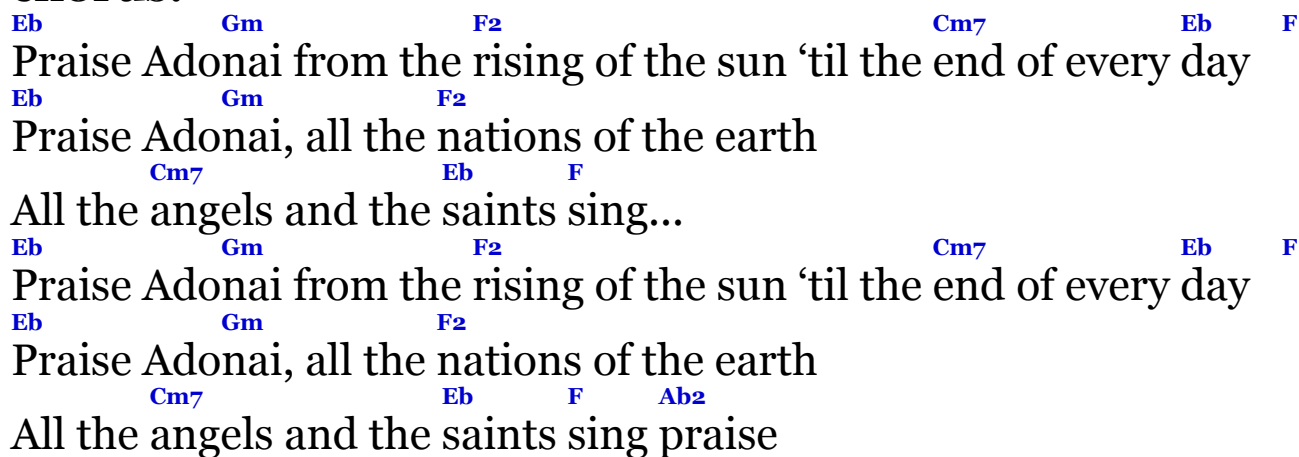 Eb Gm F2 Cm7 Eb F
Praise Adonai from the rising of the sun ‘til the end of every day
Eb Gm F2
Praise Adonai, all the nations of the earth
Cm7 Eb F
All the angels and the saints sing...
Eb Gm F2 Cm7 Eb F
Praise Adonai from the rising of the sun ‘til the end of every day
Eb Gm F2
Praise Adonai, all the nations of the earth
Cm7 Eb F Ab2
All the angels and the saints sing praise